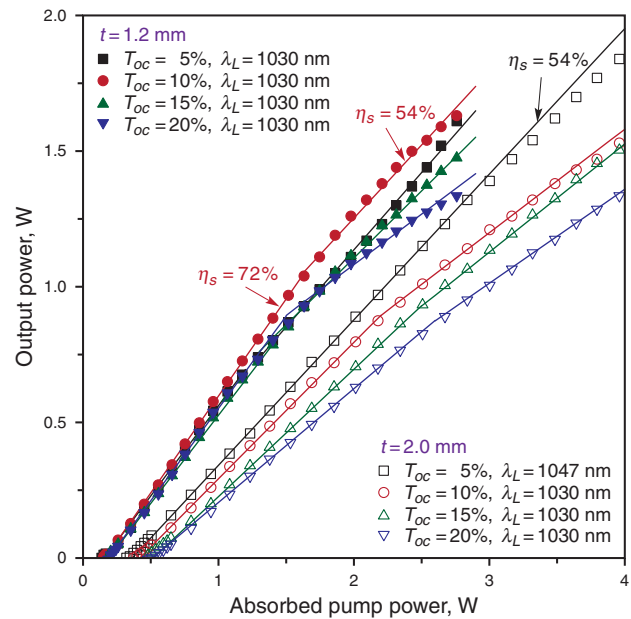 2.0
1.5
1.0
0.5
0
Output power, W
t = 1.2 mm
T_oc = 5%, λ_L = 1030 nm
T_oc = 10%, λ_L = 1030 nm
T_oc = 15%, λ_L = 1030 nm
T_oc = 20%, λ_L = 1030 nm
η_s = 54%
η_s = 54%
η_s = 72%
t = 2.0 mm
T_oc = 5%, λ_L = 1047 nm
T_oc = 10%, λ_L = 1030 nm
T_oc = 15%, λ_L = 1030 nm
T_oc = 20%, λ_L = 1030 nm
0 1 2 3 4
Absorbed pump power, W